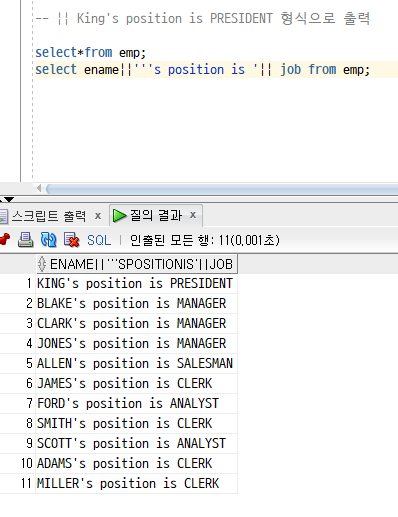 -- || King's position is PRESIDENT 형식으로 출력
select*from emp;
select ename||'''s position is '|| job from emp;
스크립트 출력 x 질의 결과 x
SQL | 인출된 모든 행: 11(0,001초)
ENAME||'''SPOSITIONIS'||JOB
1 KING's position is PRESIDENT
2 BLAKE's position is MANAGER
3 CLARK's position is MANAGER
4 JONES's position is MANAGER
5 ALLEN's position is SALESMAN
6 JAMES's position is CLERK
7 FORD's position is ANALYST
8 SMITH's position is CLERK
9 SCOTT's position is ANALYST
10 ADAMS's position is CLERK
11 MILLER's position is CLERK